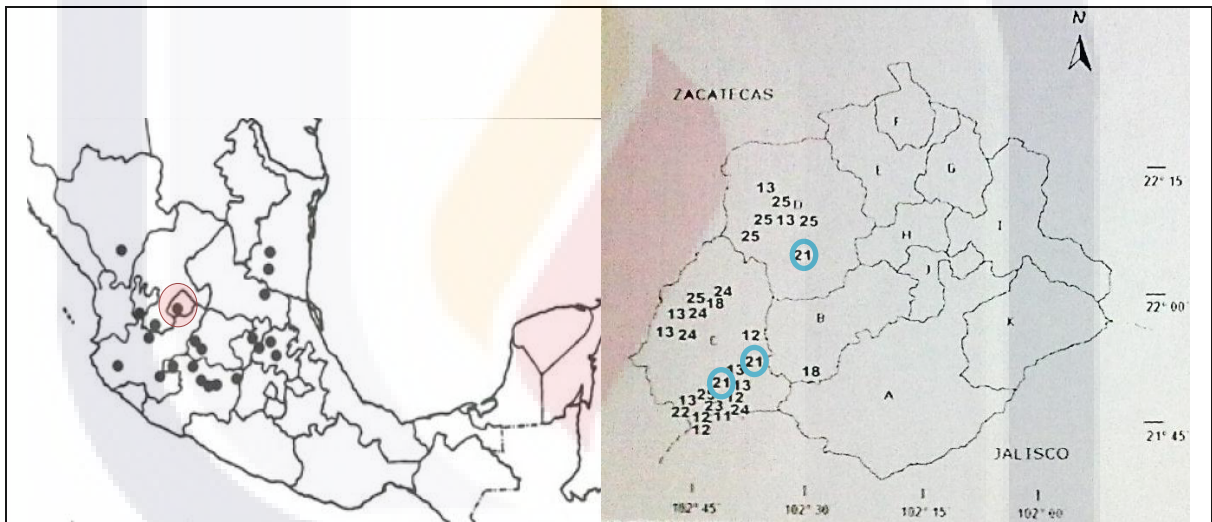 N
ZACATECAS
F
E
G
22° 15
13
25 D
25 13 25
25
H
I
21
J
22° 00
25 24
18
13 24
B
K
13 24
C
12
21
13
18
21 13
A
13 12
22 23 24
12 11
12
21° 45
JALISCO
102° 45
102° 30
102° 15
102° 00